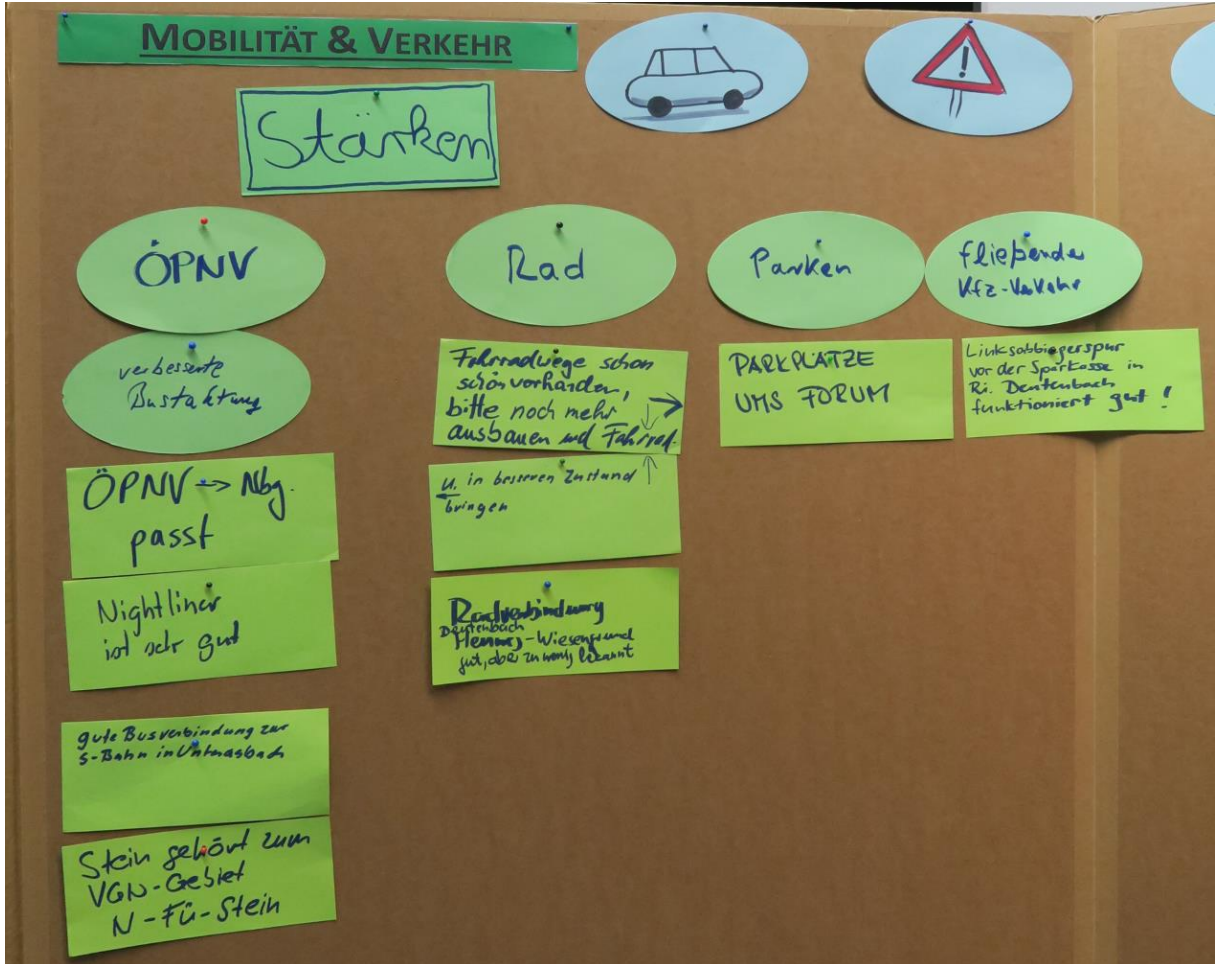 MOBILITÄT & VERKEHR
Stärken
ÖPNV
verbesserte
Bustaktung
ÖPNV -> Nbg.
passt
Nightliner
ist sehr gut
gute Busverbindung zur
S-Bahn in Unterasbach
Stein gehört zum
VGN-Gebiet
N-Fü-Stein
Rad
Fahrradwege schon
schön vorhanden,
bitte noch mehr
ausbauen und Fahrrad-
u. in besseren Zustand
bringen
Radverbindung
Deutenbach
-Wiesengrund
gut, aber zu wenig bekannt
Parken
PARKPLÄTZE
UMS FORUM
fließender
Kfz-Verkehr
Linksabbiegerspur
vor der Sparkasse in
Ri. Deutenbach
funktioniert gut!